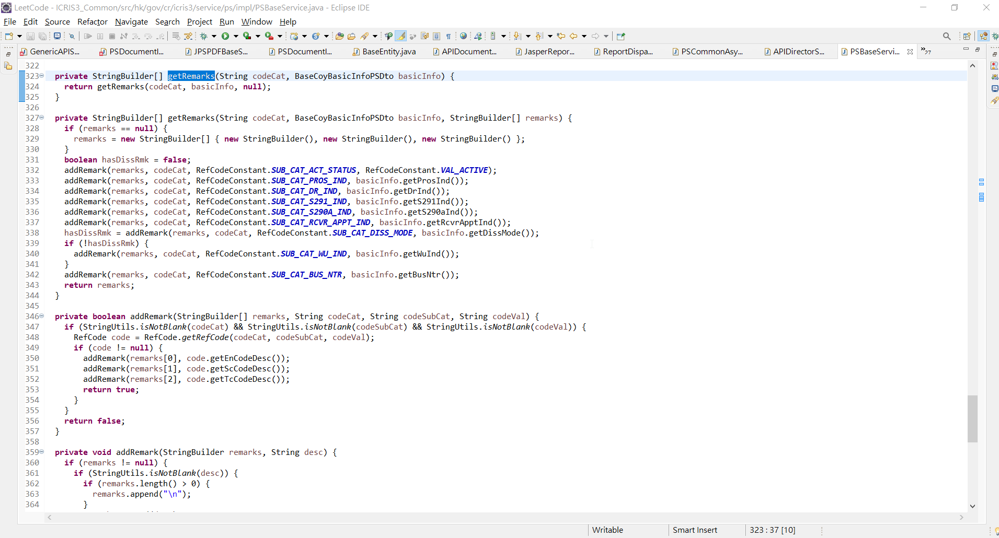 LeetCode - ICRIS3_Common/src/hk/gov/cr/icris3/service/ps/impl/PSBaseService.java - Eclipse IDE
File Edit Source Refactor Navigate Search Project Run Window Help
GenericAPIS... PSDocumentI... JPSPDFBaseS... PSDocumentI... BaseEntity.java APIDocument... JasperRepor... ReportDispa... PSCommonAsy... APIDirectorS... PSBaseServi... »27
322
323 private StringBuilder[] getRemarks(String codeCat, BaseCoyBasicInfoPSDto basicInfo) {
324 return getRemarks(codeCat, basicInfo, null);
325 }
326
327 private StringBuilder[] getRemarks(String codeCat, BaseCoyBasicInfoPSDto basicInfo, StringBuilder[] remarks) {
328 if (remarks == null) {
329 remarks = new StringBuilder[] { new StringBuilder(), new StringBuilder(), new StringBuilder() };
330 }
331 boolean hasDissRmk = false;
332 addRemark(remarks, codeCat, RefCodeConstant.SUB_CAT_ACT_STATUS, RefCodeConstant.VAL_ACTIVE);
333 addRemark(remarks, codeCat, RefCodeConstant.SUB_CAT_PROS_IND, basicInfo.getProsInd());
334 addRemark(remarks, codeCat, RefCodeConstant.SUB_CAT_DR_IND, basicInfo.getDrInd());
335 addRemark(remarks, codeCat, RefCodeConstant.SUB_CAT_S291_IND, basicInfo.getS291Ind());
336 addRemark(remarks, codeCat, RefCodeConstant.SUB_CAT_S290A_IND, basicInfo.getS290aInd());
337 addRemark(remarks, codeCat, RefCodeConstant.SUB_CAT_RCVR_APPT_IND, basicInfo.getRcvrApptInd());
338 hasDissRmk = addRemark(remarks, codeCat, RefCodeConstant.SUB_CAT_DISS_MODE, basicInfo.getDissMode());
339 if (!hasDissRmk) {
340 addRemark(remarks, codeCat, RefCodeConstant.SUB_CAT_WU_IND, basicInfo.getWuInd());
341 }
342 addRemark(remarks, codeCat, RefCodeConstant.SUB_CAT_BUS_NTR, basicInfo.getBusNtr());
343 return remarks;
344 }
345
346 private boolean addRemark(StringBuilder[] remarks, String codeCat, String codeSubCat, String codeVal) {
347 if (StringUtils.isNotBlank(codeCat) && StringUtils.isNotBlank(codeSubCat) && StringUtils.isNotBlank(codeVal)) {
348 RefCode code = RefCode.getRefCode(codeCat, codeSubCat, codeVal);
349 if (code != null) {
350 addRemark(remarks[0], code.getEnCodeDesc());
351 addRemark(remarks[1], code.getScCodeDesc());
352 addRemark(remarks[2], code.getTcCodeDesc());
353 return true;
354 }
355 }
356 return false;
357 }
358
359 private void addRemark(StringBuilder remarks, String desc) {
360 if (remarks != null) {
361 if (StringUtils.isNotBlank(desc)) {
362 if (remarks.length() > 0) {
363 remarks.append("\n");
364 }
Writable Smart Insert 323 : 37 [10]